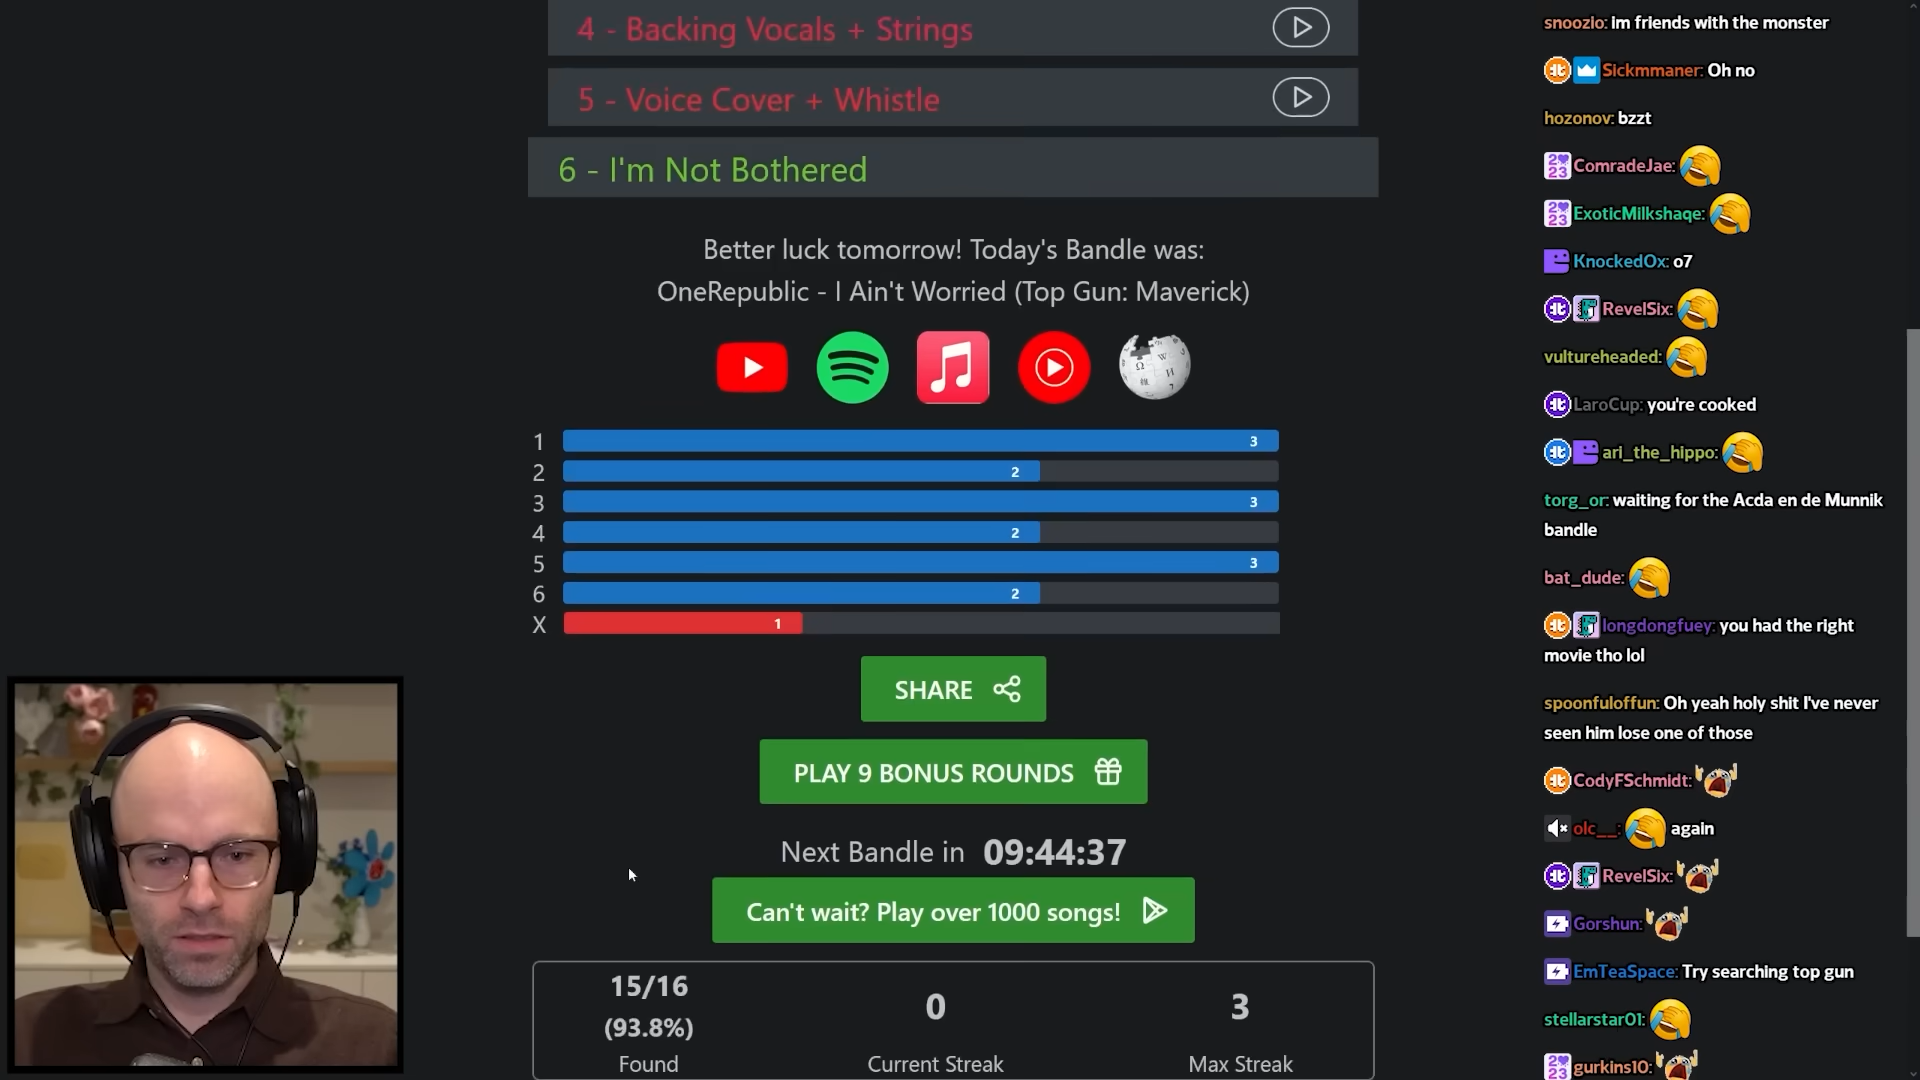 4 - Backing Vocals + Strings
5 - Voice Cover + Whistle
6 - I'm Not Bothered
Better luck tomorrow! Today's Bandle was:
OneRepublic - I Ain't Worried (Top Gun: Maverick)
1 3
2 2
3 3
4 2
5 3
6 2
X 1
SHARE
PLAY 9 BONUS ROUNDS
Next Bandle in 09:44:37
Can't wait? Play over 1000 songs!
15/16
(93.8%)
Found
0
Current Streak
3
Max Streak
snoozio: im friends with the monster
Sickmmaner: Oh no
hozonov: bzzt
ComradeJae:
ExoticMilkshaqe:
KnockedOx: o7
RevelSix:
vultureheaded:
LaroCup: you're cooked
ari_the_hippo:
torg_or: waiting for the Acda en de Munnik
bandle
bat_dude:
longdongfuey: you had the right
movie tho lol
spoonfuloffun: Oh yeah holy shit I've never
seen him lose one of those
CodyFSchmidt:
olc__: again
RevelSix:
Gorshun:
EmTeaSpace: Try searching top gun
stellarstar01:
gurkins10: